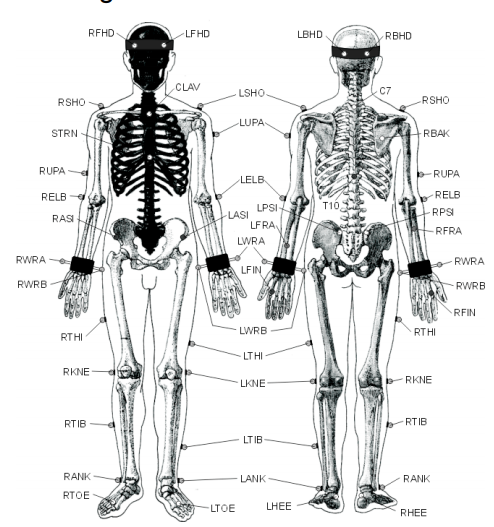 RFHD LFHD LBHD RBHD
CLAV C7
RSHO LSHO RSHO
STRN LUPA RBAK
RUPA RUPA
RELB LELB RELB
RASI LASI LPSI T10 RPSI
LFRA RFRA
RWRA LWRA RWRA
RWRB LFIN RWRB
RFIN
RTHI LWRB RTHI
LTHI
RKNE LKNE RKNE
RTIB RTIB
LTIB
RANK LANK RANK
RTOE LTOE LHEE RHEE